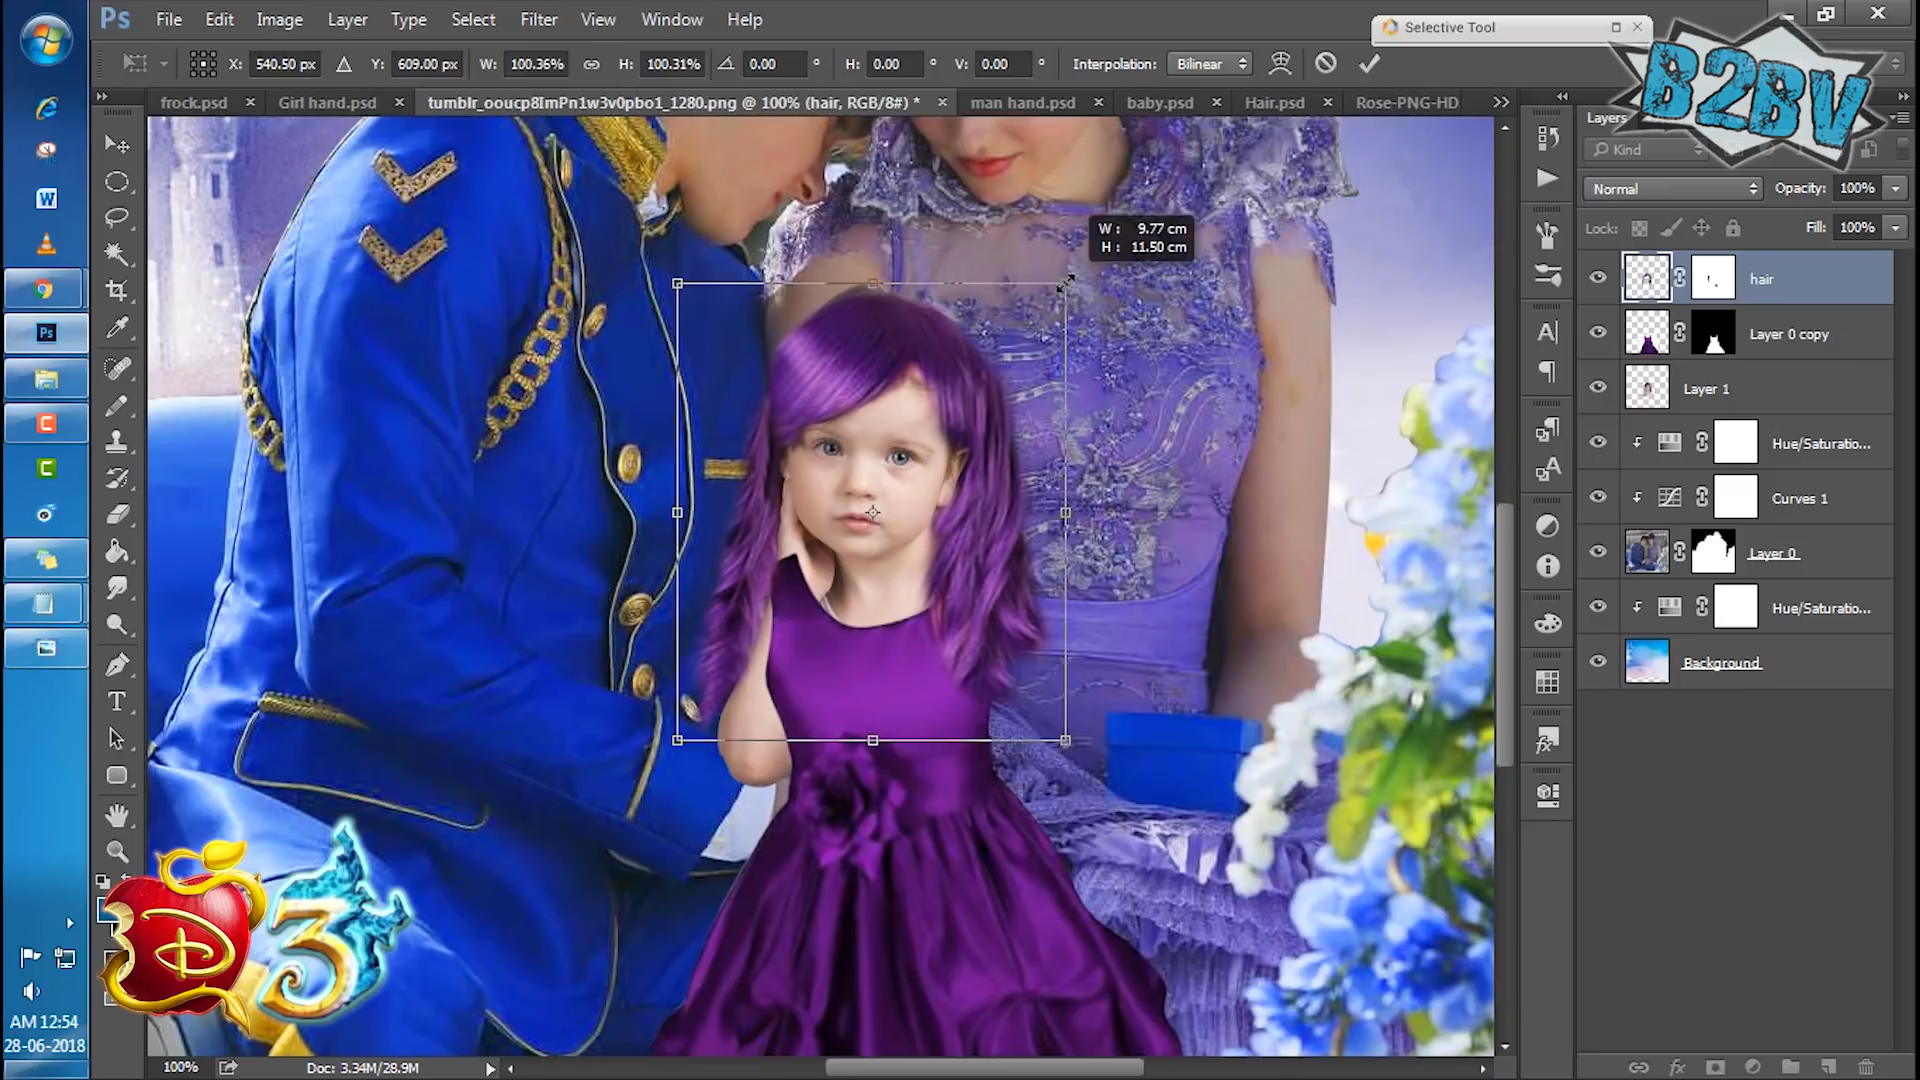 Ps File Edit Image Layer Type Select Filter View Window Help
Selective Tool
X: 540.50 px Y: 609.00 px W: 100.36% H: 100.31% 0.00 ° H: 0.00 ° V: 0.00 ° Interpolation: Bilinear
B2BV
frock.psd × Girl hand.psd × tumblr_ooucp8ImPn1w3v0pbo1_1280.png @ 100% (hair, RGB/8#) * × man hand.psd × baby.psd × Hair.psd × Rose-PNG-HD
Layers
Kind
Normal Opacity: 100%
Lock: Fill: 100%
W: 9.77 cm
H: 11.50 cm
hair
Layer 0 copy
Layer 1
Hue/Saturatio...
Curves 1
Layer 0
Hue/Saturatio...
Background
D 3
AM 12:54
28-06-2018
100% Doc: 3.34M/28.9M